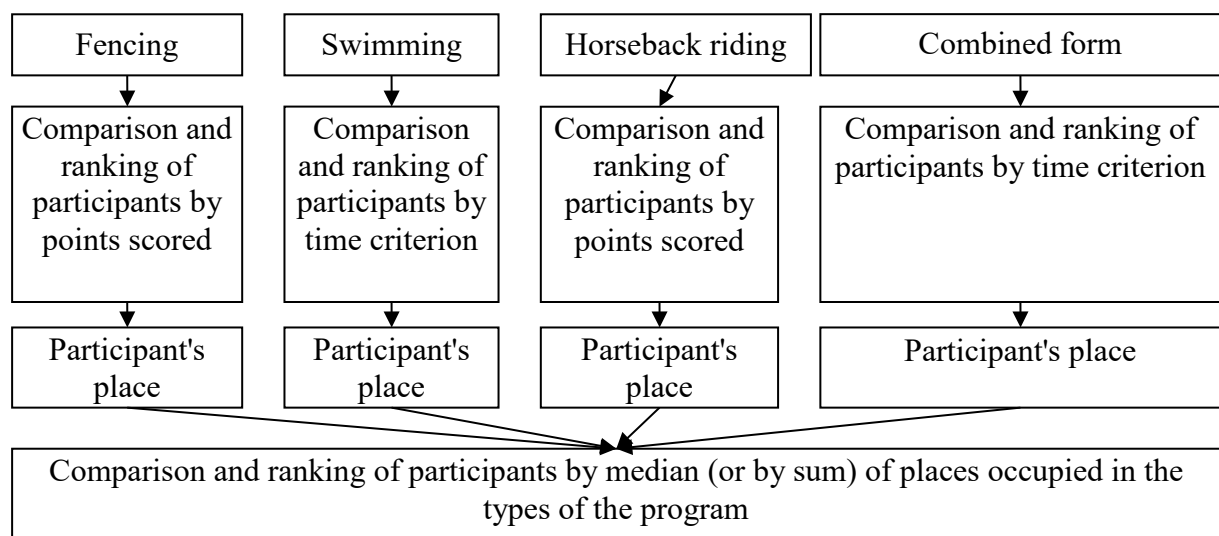 Fencing
Swimming
Horseback riding
Combined form
Comparison and
ranking of
participants by
points scored
Comparison
and ranking of
participants by
time criterion
Comparison and
ranking of
participants by
points scored
Comparison and ranking of
participants by time criterion
Participant's
place
Participant's
place
Participant's
place
Participant's place
Comparison and ranking of participants by median (or by sum) of places occupied in the
types of the program